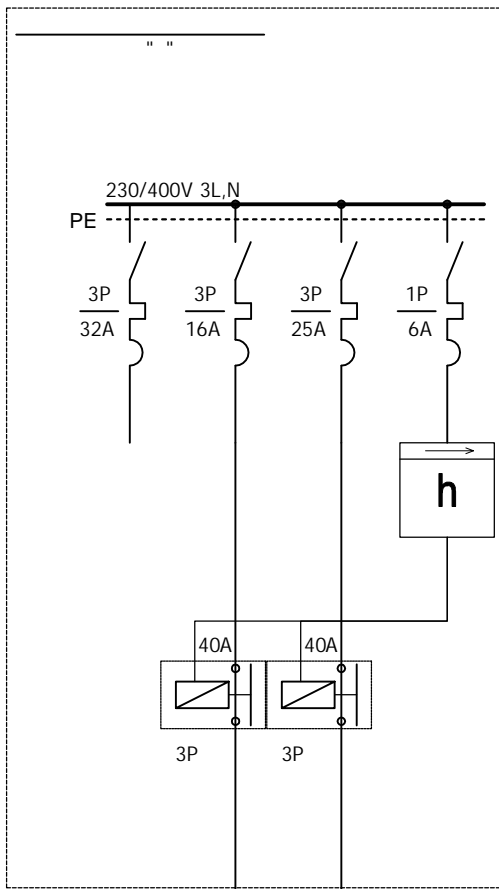 " "
230/400V 3L,N
PE
3P 3P 3P 1P
32A 16A 25A 6A
h
40A 40A
3P 3P